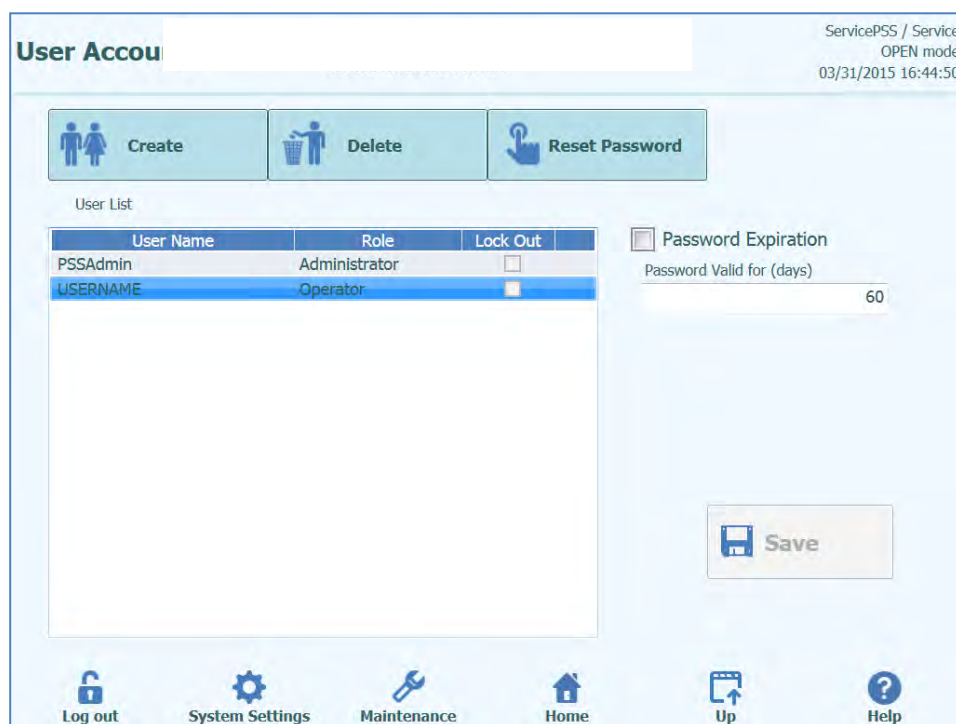 ServicePSS / Service
User Accou
OPEN mode
03/31/2015 16:44:50
Create
Delete
Reset Password
User List
User Name Role Lock Out
Password Expiration
PSSAdmin Administrator
Password Valid for (days)
USERNAME Operator
60
Save
Log out System Settings Maintenance Home Up Help